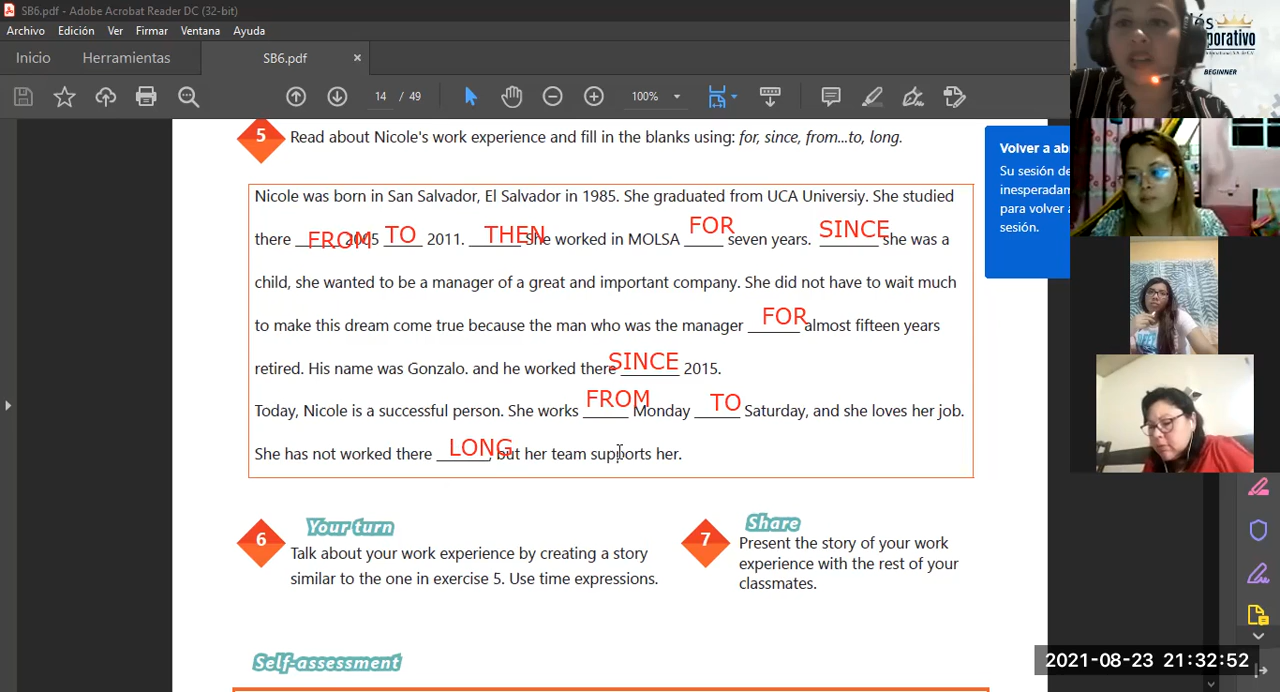 SB6.pdf - Adobe Acrobat Reader DC (32-bit)
Archivo Edición Ver Firmar Ventana Ayuda
Inicio Herramientas SB6.pdf ×
14 / 49 100%
5 Read about Nicole's work experience and fill in the blanks using: for, since, from...to, long.
Nicole was born in San Salvador, El Salvador in 1985. She graduated from UCA Universiy. She studied
there ______ FROM 2005 TO 2011. THEN She worked in MOLSA FOR seven years. SINCE she was a
child, she wanted to be a manager of a great and important company. She did not have to wait much
to make this dream come true because the man who was the manager FOR almost fifteen years
retired. His name was Gonzalo. and he worked there SINCE 2015.
Today, Nicole is a successful person. She works FROM Monday TO Saturday, and she loves her job.
She has not worked there LONG, but her team supports her.
6 Your turn
Talk about your work experience by creating a story
similar to the one in exercise 5. Use time expressions.
7 Share
Present the story of your work
experience with the rest of your
classmates.
Self-assessment
Volver a ab
Su sesión de
inesperadam
para volver a
sesión.
és
porativo
BEGINNER
2021-08-23 21:32:52